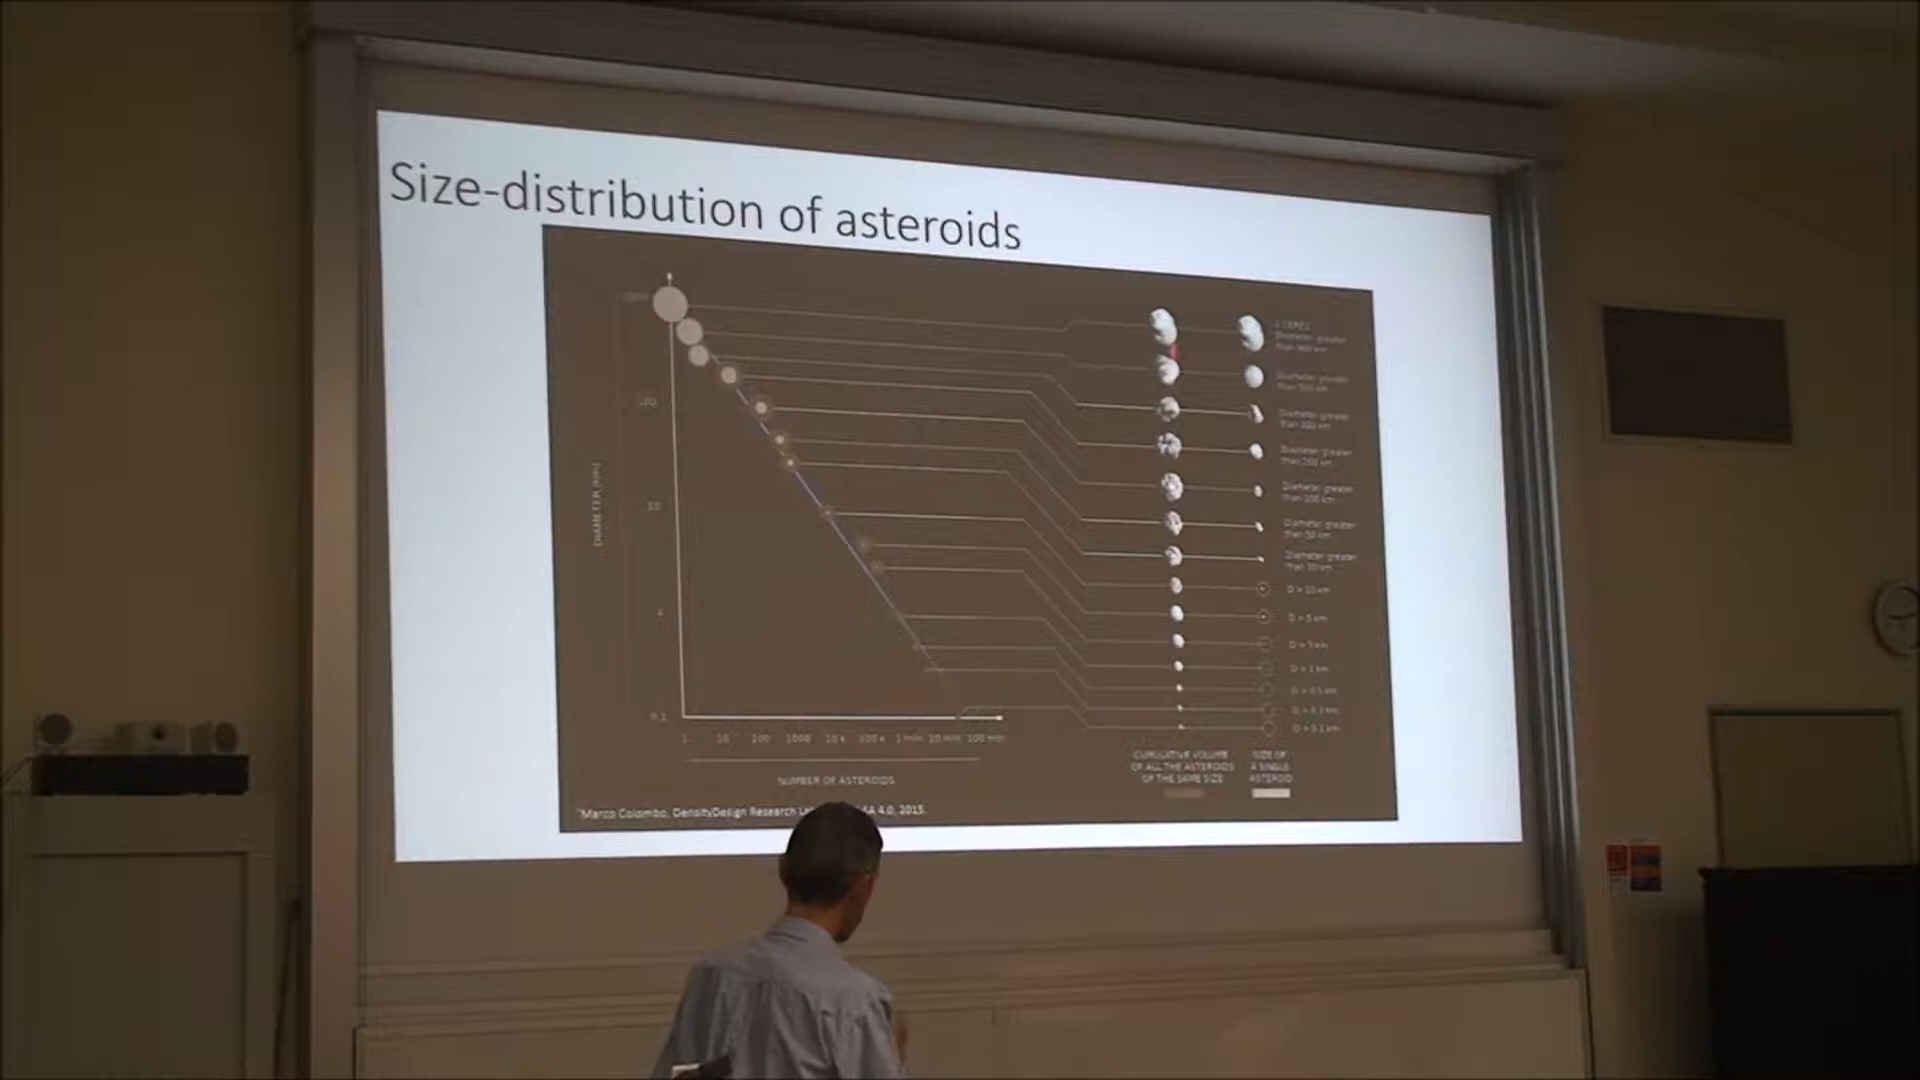 Size-distribution of asteroids
1 CERES
Diameter greater
than 900 km
Diameter greater
than 500 km
Diameter greater
than 300 km
Diameter greater
than 200 km
Diameter greater
than 100 km
Diameter greater
than 50 km
Diameter greater
than 30 km
D > 10 km
D > 5 km
D > 3 km
D > 1 km
D > 0.5 km
D > 0.3 km
D > 0.1 km
DIAMETER (km)
100
10
1
0.1
1 10 100 1000 10 k 100 k 1 mln 10 mln 100 mln
NUMBER OF ASTEROIDS
CUMULATIVE VOLUME
OF ALL THE ASTEROIDS
OF THE SAME SIZE
SIZE OF
A SINGLE
ASTEROID
*Marco Colombo, DensityDesign Research 4.0, 2015.